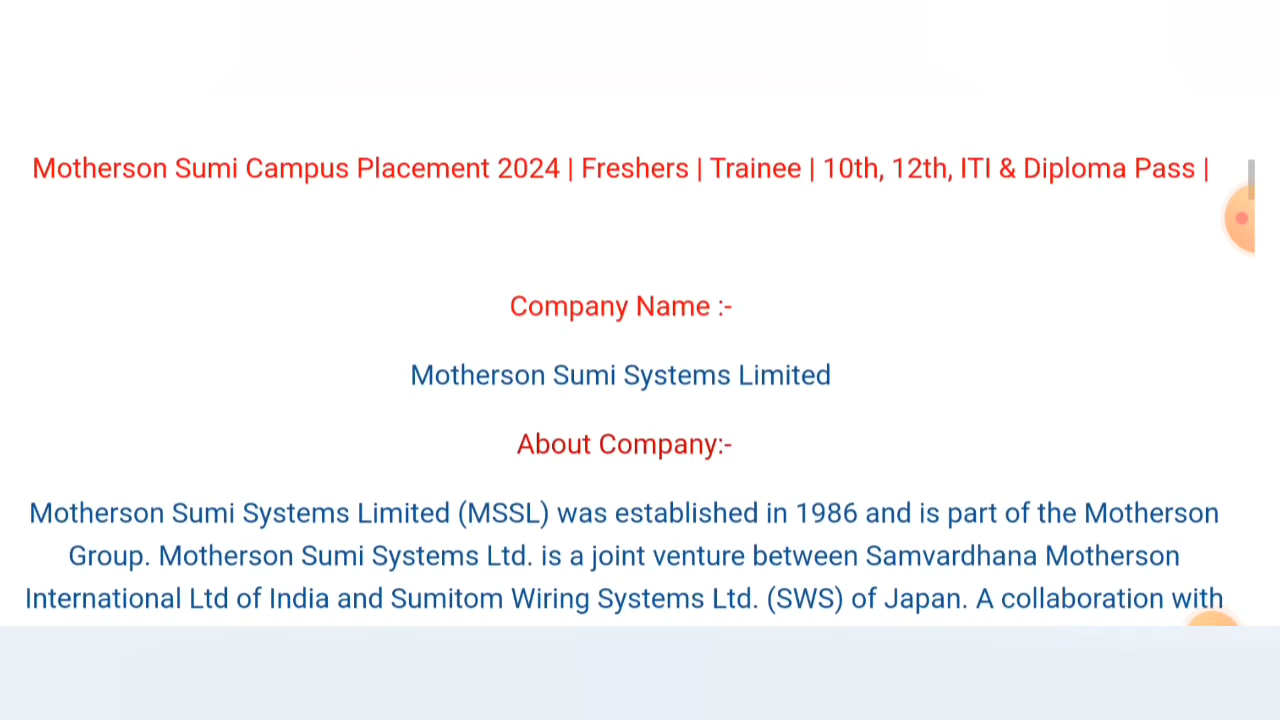 Motherson Sumi Campus Placement 2024 | Freshers | Trainee | 10th, 12th, ITI & Diploma Pass |
Company Name :-
Motherson Sumi Systems Limited
About Company:-
Motherson Sumi Systems Limited (MSSL) was established in 1986 and is part of the Motherson
Group. Motherson Sumi Systems Ltd. is a joint venture between Samvardhana Motherson
International Ltd of India and Sumitom Wiring Systems Ltd. (SWS) of Japan. A collaboration with